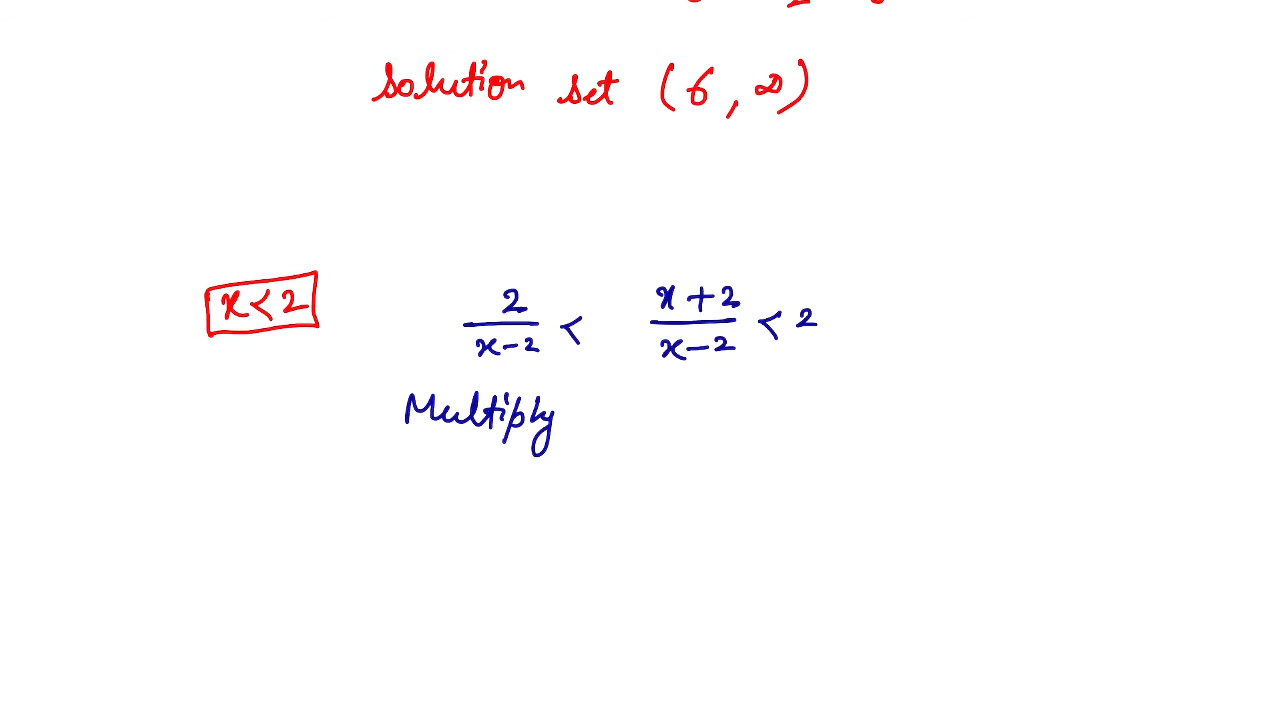 solution set (6, ∞)
x < 2
2/(x-2) < (x+2)/(x-2) < 2
Multiply